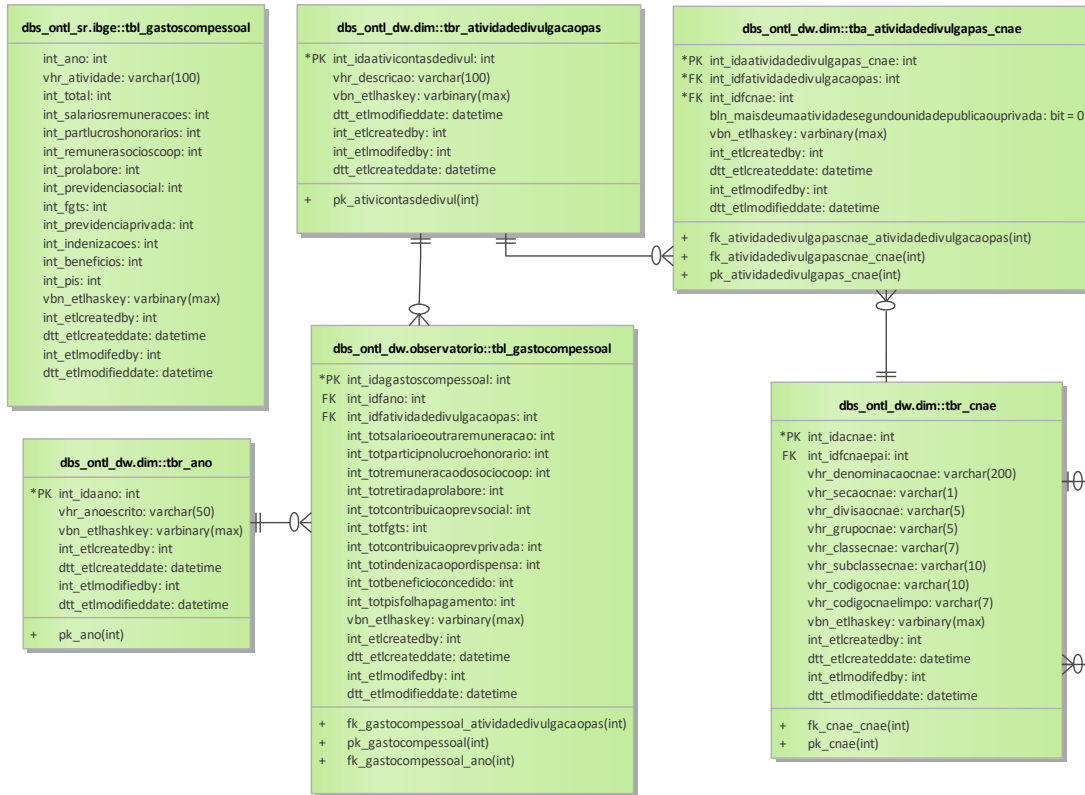 dbs_ontl_sr.ibge::tbl_gastoscompessoal
int_ano: int
vhr_atividade: varchar(100)
int_total: int
int_salariosremuneracoes: int
int_partlucroshonorarios: int
int_remunerasocioscoop: int
int_prolabore: int
int_previdenciasocial: int
int_fgts: int
int_previdenciaprivada: int
int_indenizacoes: int
int_beneficios: int
int_pis: int
vbn_etlhaskey: varbinary(max)
int_etlcreatedby: int
dtt_etlcreateddate: datetime
int_etlmodifedby: int
dtt_etlmodifieddate: datetime
dbs_ontl_dw.dim::tbr_atividadedivulgacaopas
*PK int_idaativicontasdedivul: int
vhr_descricao: varchar(100)
vbn_etlhaskey: varbinary(max)
dtt_etlmodifieddate: datetime
int_etlcreatedby: int
int_etlmodifedby: int
dtt_etlcreateddate: datetime
+ pk_ativicontasdedivul(int)
dbs_ontl_dw.dim::tba_atividadedivulgapas_cnae
*PK int_idaatividadedivulgapas_cnae: int
*FK int_idfatividadedivulgacaopas: int
*FK int_idfcnae: int
bln_maisdeumaatividadesegundounidadepublicaouprivada: bit = 0
vbn_etlhaskey: varbinary(max)
int_etlcreatedby: int
dtt_etlcreateddate: datetime
int_etlmodifedby: int
dtt_etlmodifieddate: datetime
+ fk_atividadedivulgapascnae_atividadedivulgacaopas(int)
+ fk_atividadedivulgapascnae_cnae(int)
+ pk_atividadedivulgapas_cnae(int)
dbs_ontl_dw.dim::tbr_ano
*PK int_idaano: int
vhr_anoescrito: varchar(50)
vbn_etlhashkey: varbinary(max)
int_etlcreatedby: int
dtt_etlcreateddate: datetime
int_etlmodifiedby: int
dtt_etlmodifieddate: datetime
+ pk_ano(int)
dbs_ontl_dw.observatorio::tbl_gastocompessoal
*PK int_idagastoscompessoal: int
FK int_idfano: int
FK int_idfatividadedivulgacaopas: int
int_totsalarioeoutraremuneracao: int
int_totparticipnolucroehonorario: int
int_totremuneracaodosociocoop: int
int_totretiradaprolabore: int
int_totcontribuicaoprevsocial: int
int_totfgts: int
int_totcontribuicaoprevprivada: int
int_totindenizacaopordispensa: int
int_totbeneficioconcedido: int
int_totpisfolhapagamento: int
vbn_etlhaskey: varbinary(max)
int_etlcreatedby: int
dtt_etlcreateddate: datetime
int_etlmodifedby: int
dtt_etlmodifieddate: datetime
+ fk_gastocompessoal_atividadedivulgacaopas(int)
+ pk_gastocompessoal(int)
+ fk_gastocompessoal_ano(int)
dbs_ontl_dw.dim::tbr_cnae
*PK int_idacnae: int
FK int_idfcnaepai: int
vhr_denominacaocnae: varchar(200)
vhr_secaocnae: varchar(1)
vhr_divisaocnae: varchar(5)
vhr_grupocnae: varchar(5)
vhr_classecnae: varchar(7)
vhr_subclassecnae: varchar(10)
vhr_codigocnae: varchar(10)
vhr_codigocnaelimpo: varchar(7)
vbn_etlhaskey: varbinary(max)
int_etlcreatedby: int
dtt_etlcreateddate: datetime
int_etlmodifedby: int
dtt_etlmodifieddate: datetime
+ fk_cnae_cnae(int)
+ pk_cnae(int)